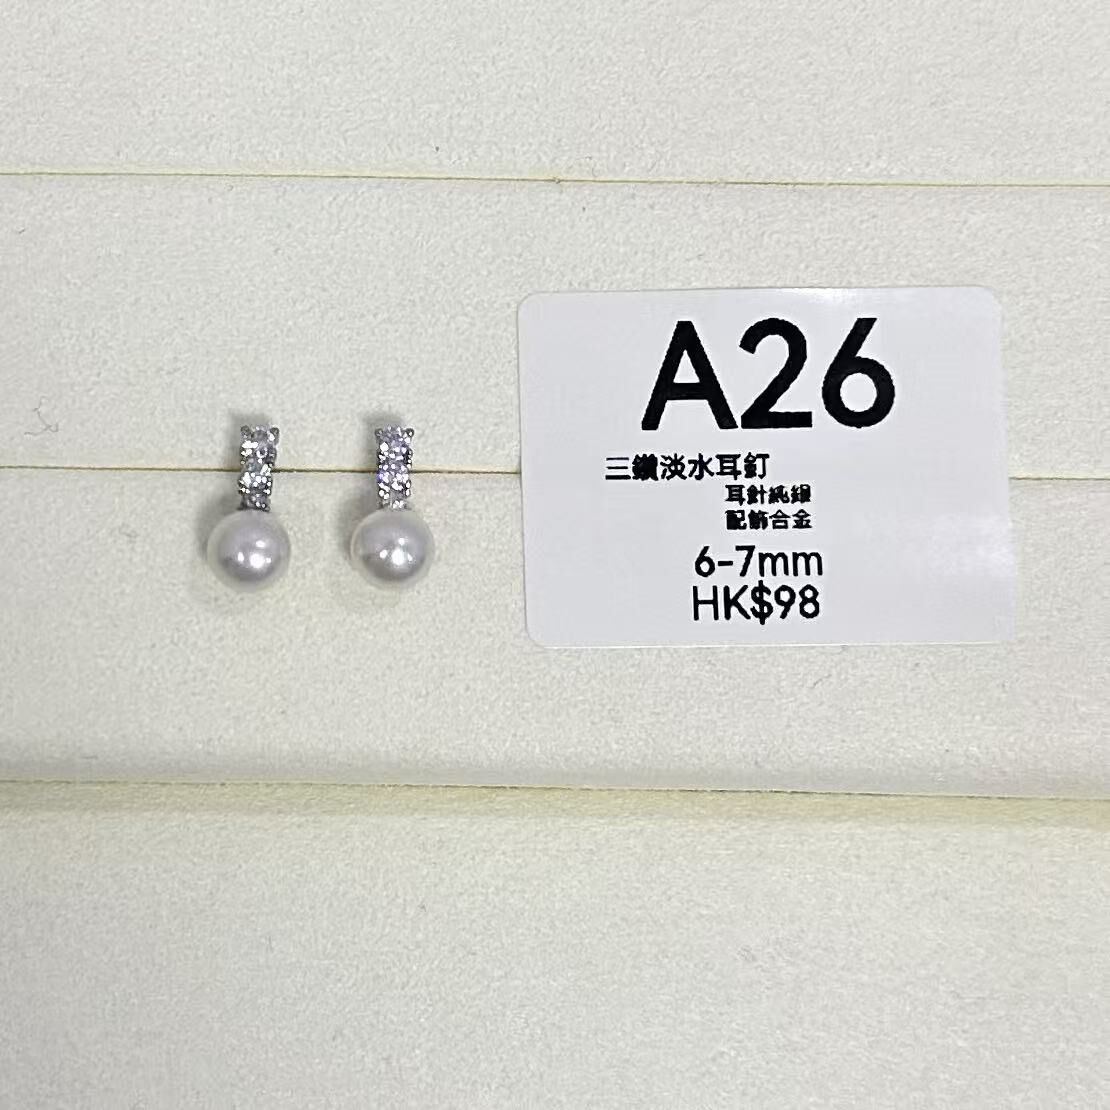 A26
三鑽淡水耳釘
耳針純銀
配飾合金
6-7mm
HK$98